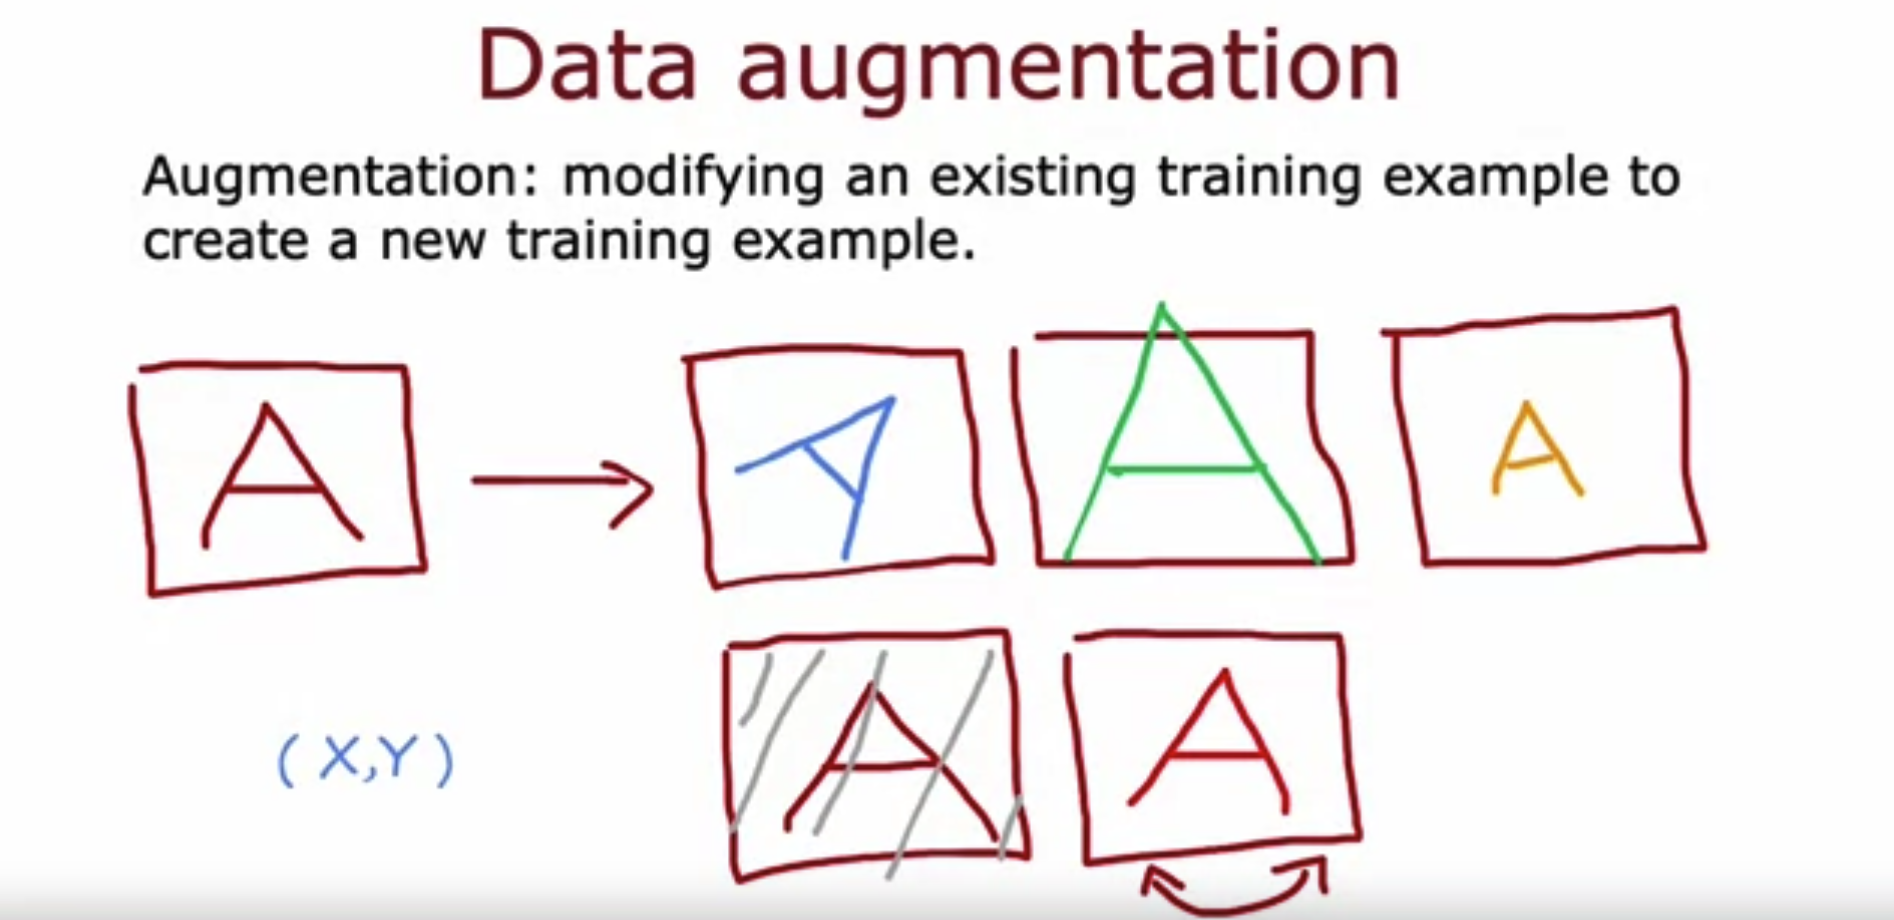 Data augmentation
Augmentation: modifying an existing training example to
create a new training example.
A
A
A
A
(X,Y)
A
A